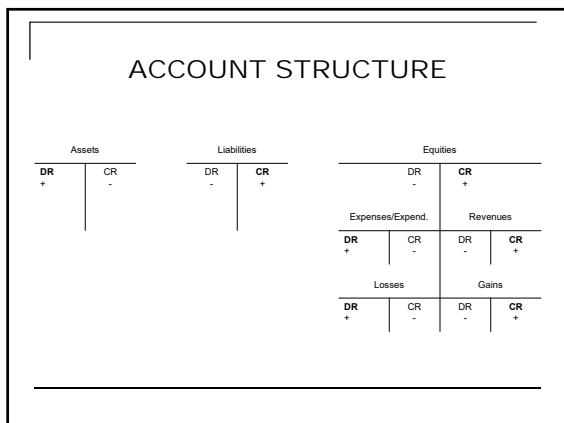 ACCOUNT STRUCTURE
Assets Liabilities Equities
DR CR DR CR DR CR
+ - - + - +
Expenses/Expend. Revenues
DR CR DR CR
+ - - +
Losses Gains
DR CR DR CR
+ - - +